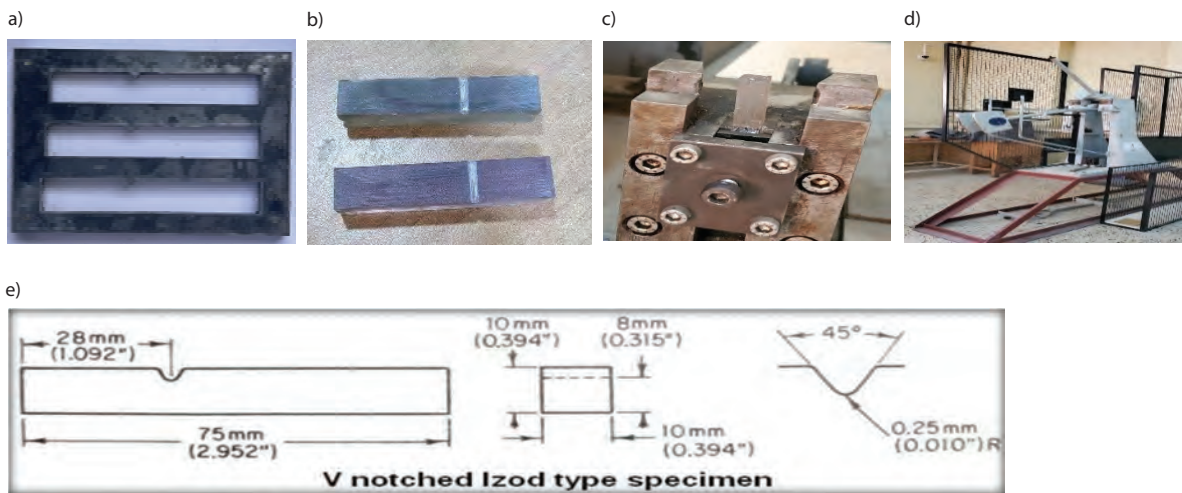 a)
b)
c)
d)
e)
28mm
(1.092")
10mm
(0.394")
8mm
(0.315")
45°
75mm
(2.952")
10mm
(0.394")
0.25mm
(0.010")R
V notched Izod type specimen